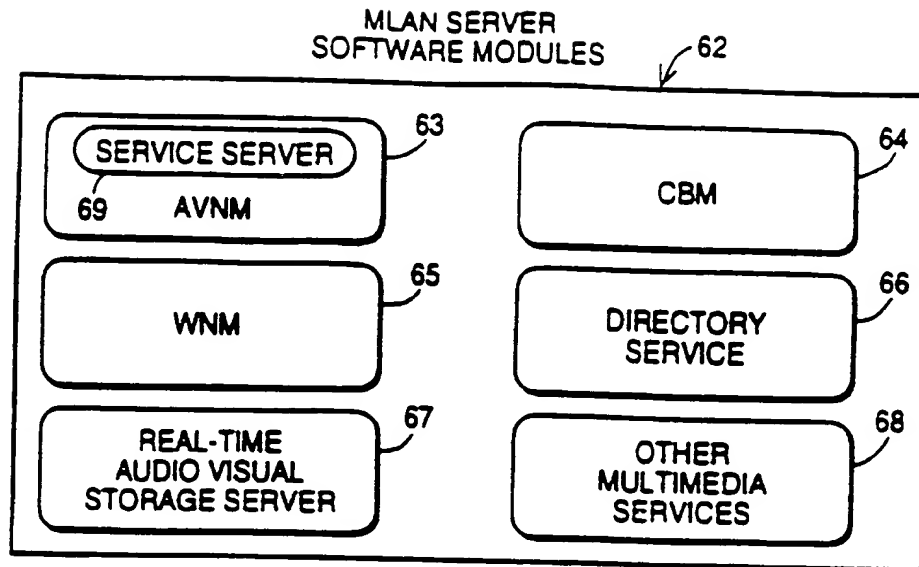 MLAN SERVER
SOFTWARE MODULES
62
SERVICE SERVER
69
AVNM
63
CBM
64
WNM
65
DIRECTORY
SERVICE
66
REAL-TIME
AUDIO VISUAL
STORAGE SERVER
67
OTHER
MULTIMEDIA
SERVICES
68